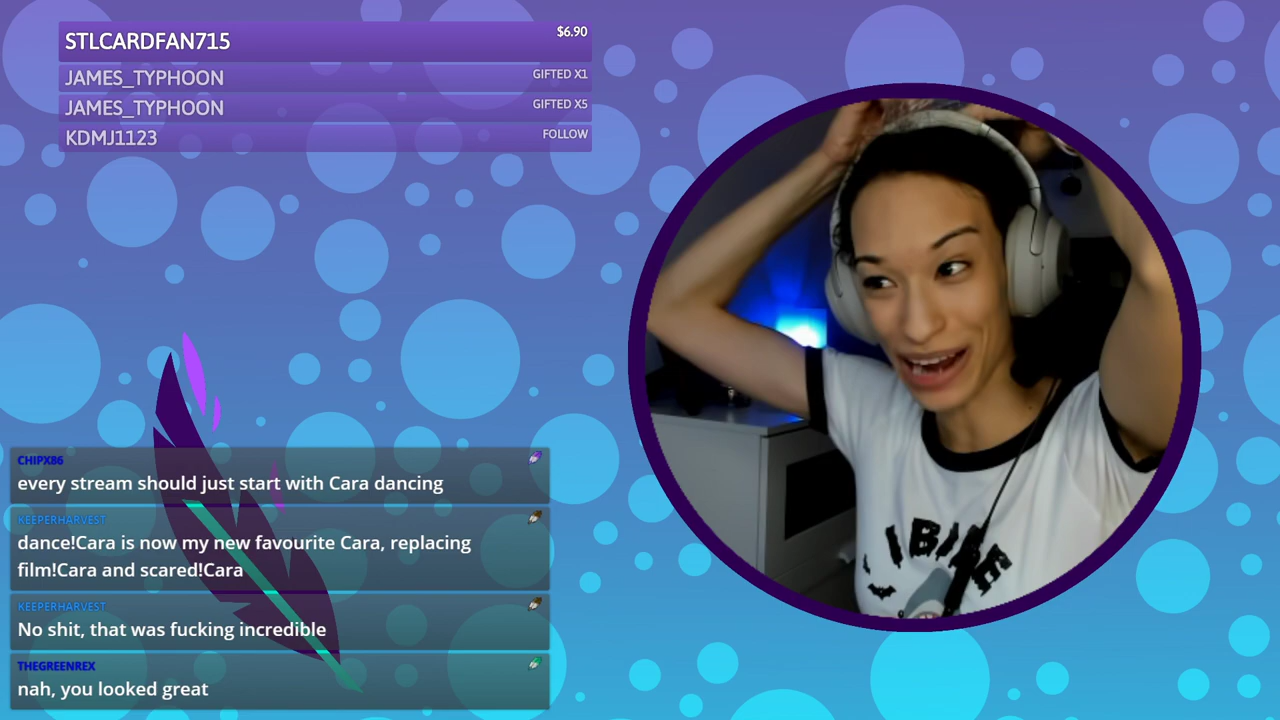 STLCARDFAN715 $6.90
JAMES_TYPHOON GIFTED X1
JAMES_TYPHOON GIFTED X5
KDMJ1123 FOLLOW
CHIPX86
every stream should just start with Cara dancing
KEEPERHARVEST
dance!Cara is now my new favourite Cara, replacing
film!Cara and scared!Cara
KEEPERHARVEST
No shit, that was fucking incredible
THEGREENREX
nah, you looked great
I BITE